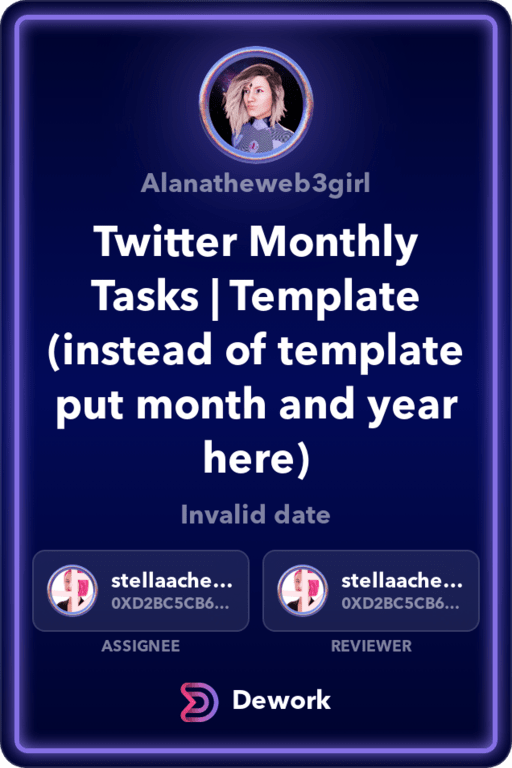 Alanatheweb3girl
Twitter Monthly
Tasks | Template
(instead of template
put month and year
here)
Invalid date
stellaache...
0XD2BC5CB6...
stellaache...
0XD2BC5CB6...
ASSIGNEE
REVIEWER
Dework